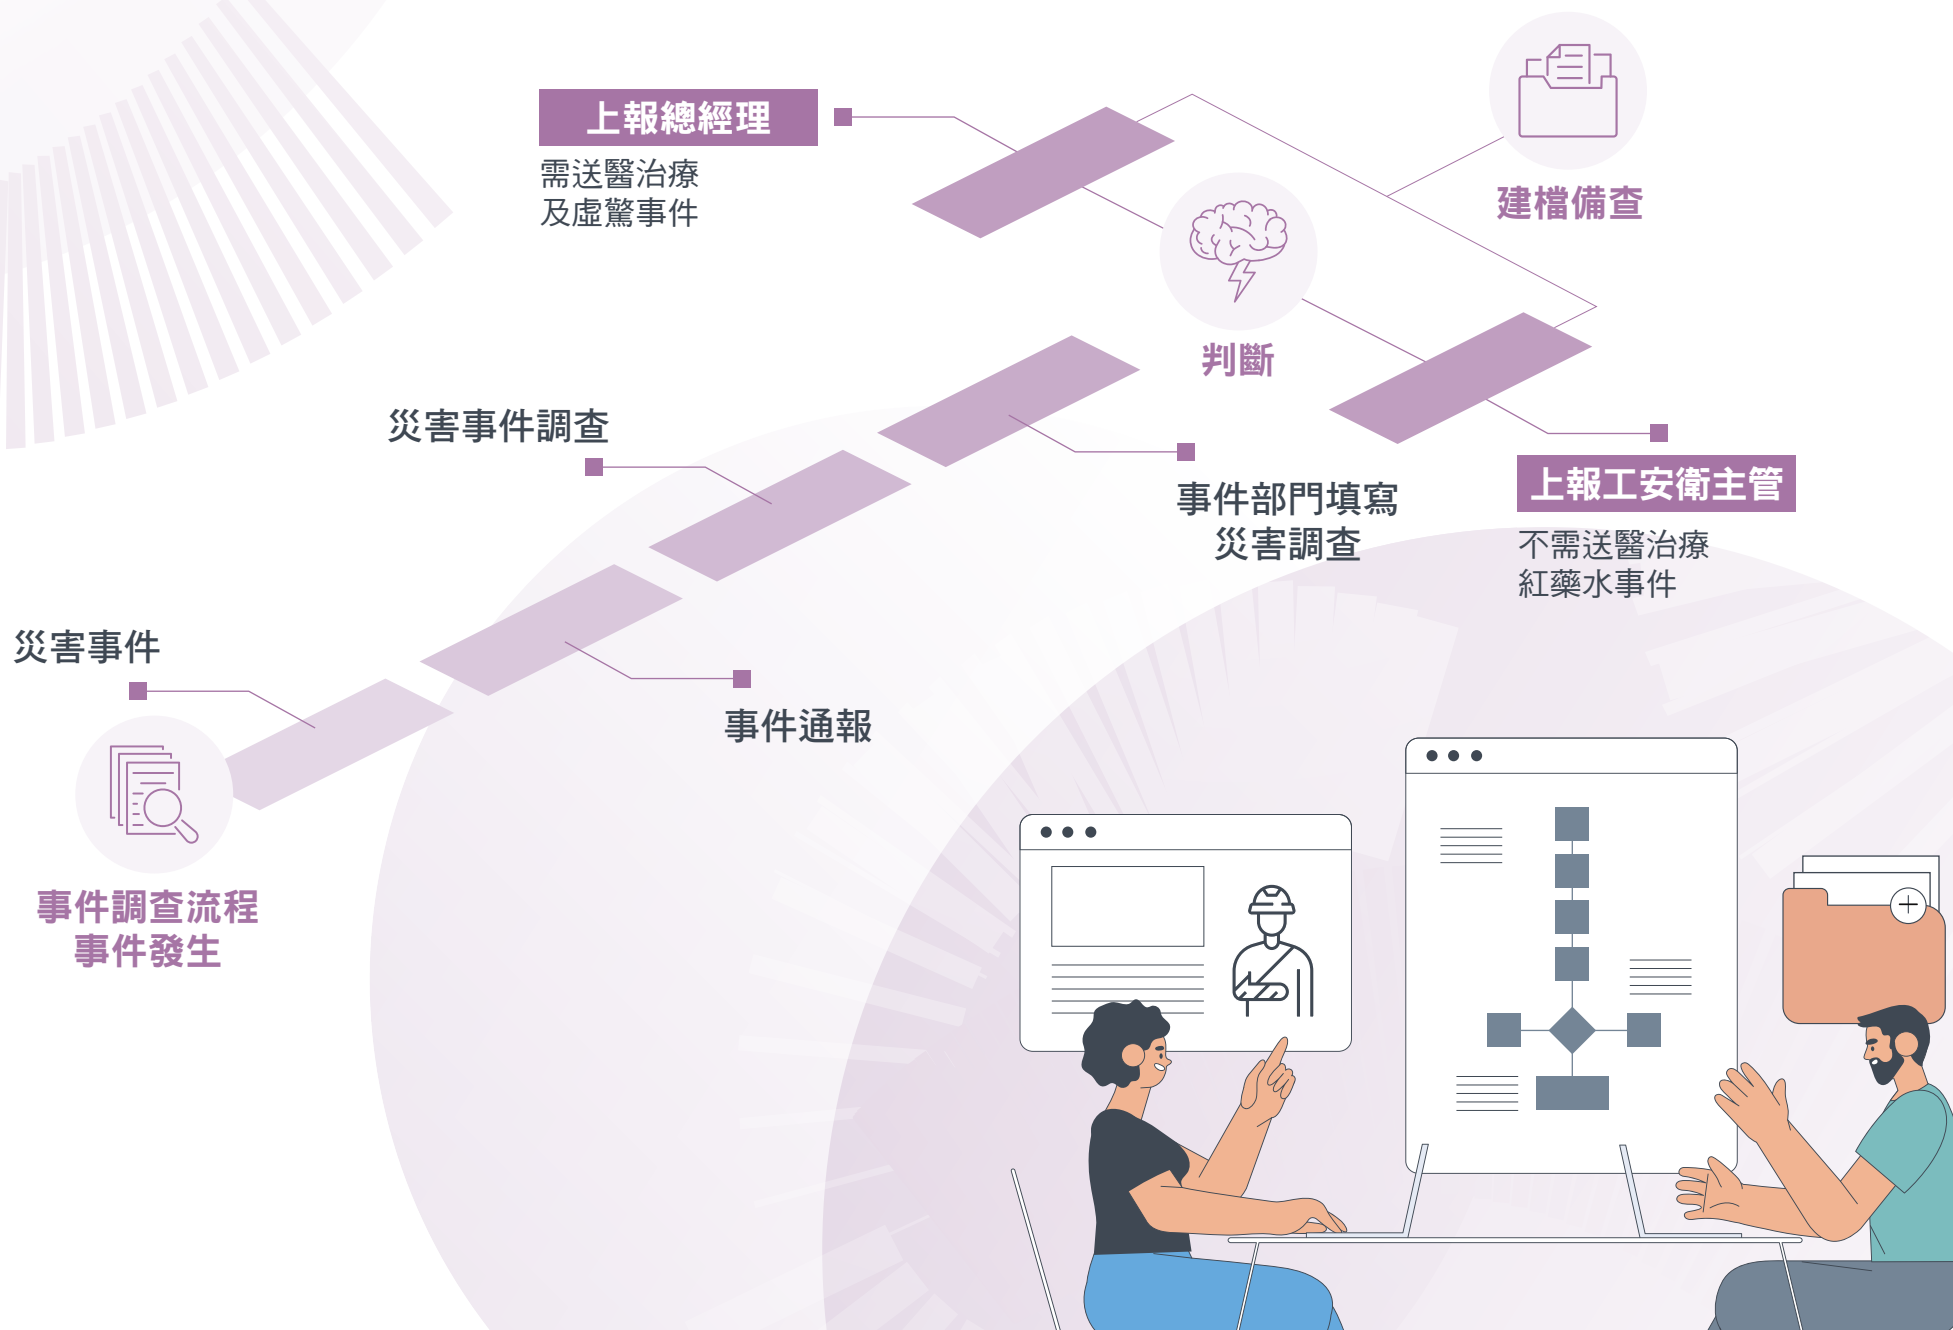 上報總經理
需送醫治療
及虛驚事件
建檔備查
判斷
災害事件調查
事件部門填寫
災害調查
上報工安衛主管
不需送醫治療
紅藥水事件
災害事件
事件通報
事件調查流程
事件發生